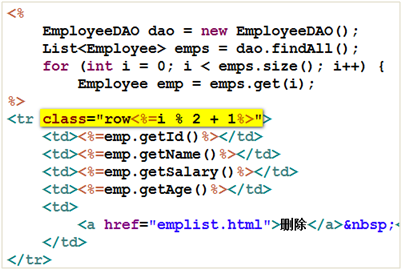 <%
EmployeeDAO dao = new EmployeeDAO();
List<Employee> emps = dao.findAll();
for (int i = 0; i < emps.size(); i++) {
Employee emp = emps.get(i);
%>
<tr class="row<%=i % 2 + 1%>">
<td><%=emp.getId()%></td>
<td><%=emp.getName()%></td>
<td><%=emp.getSalary()%></td>
<td><%=emp.getAge()%></td>
<td>
<a href="emplist.html">删除</a>&nbsp;<
</td>
</tr>